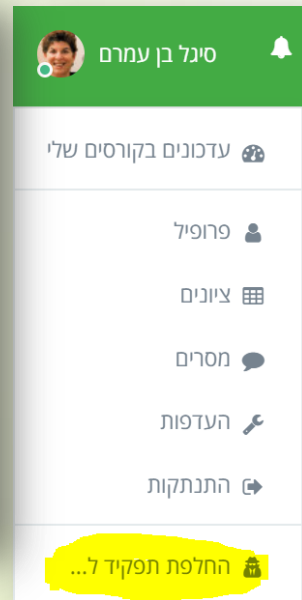 סיגל בן עמרם
עדכונים בקורסים שלי
פרופיל
ציונים
מסרים
העדפות
התנתקות
החלפת תפקיד ל...